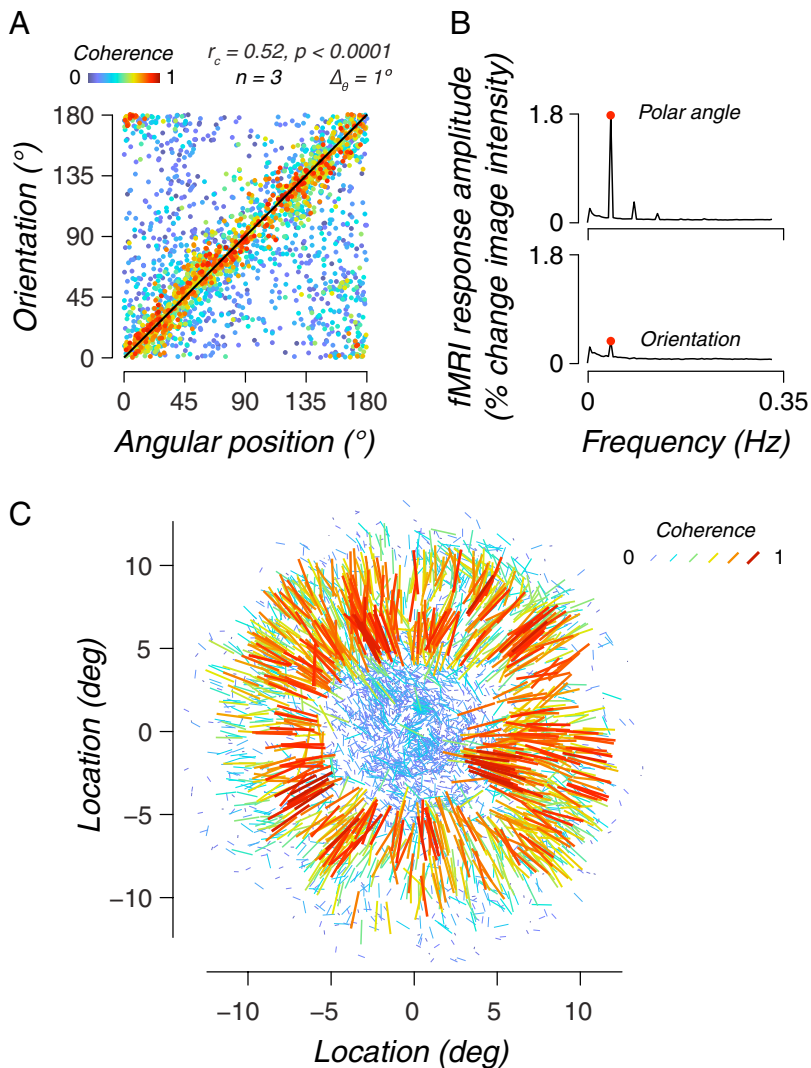 A
Coherence
0 1
r_c = 0.52, p < 0.0001
n = 3 Δ_θ = 1°
180
135
90
45
0
Orientation (°)
0 45 90 135 180
Angular position (°)
B
fMRI response amplitude
(% change image intensity)
1.8
Polar angle
0
1.8
Orientation
0
0 0.35
Frequency (Hz)
C
Coherence
0 1
10
5
0
−5
−10
Location (deg)
−10 −5 0 5 10
Location (deg)